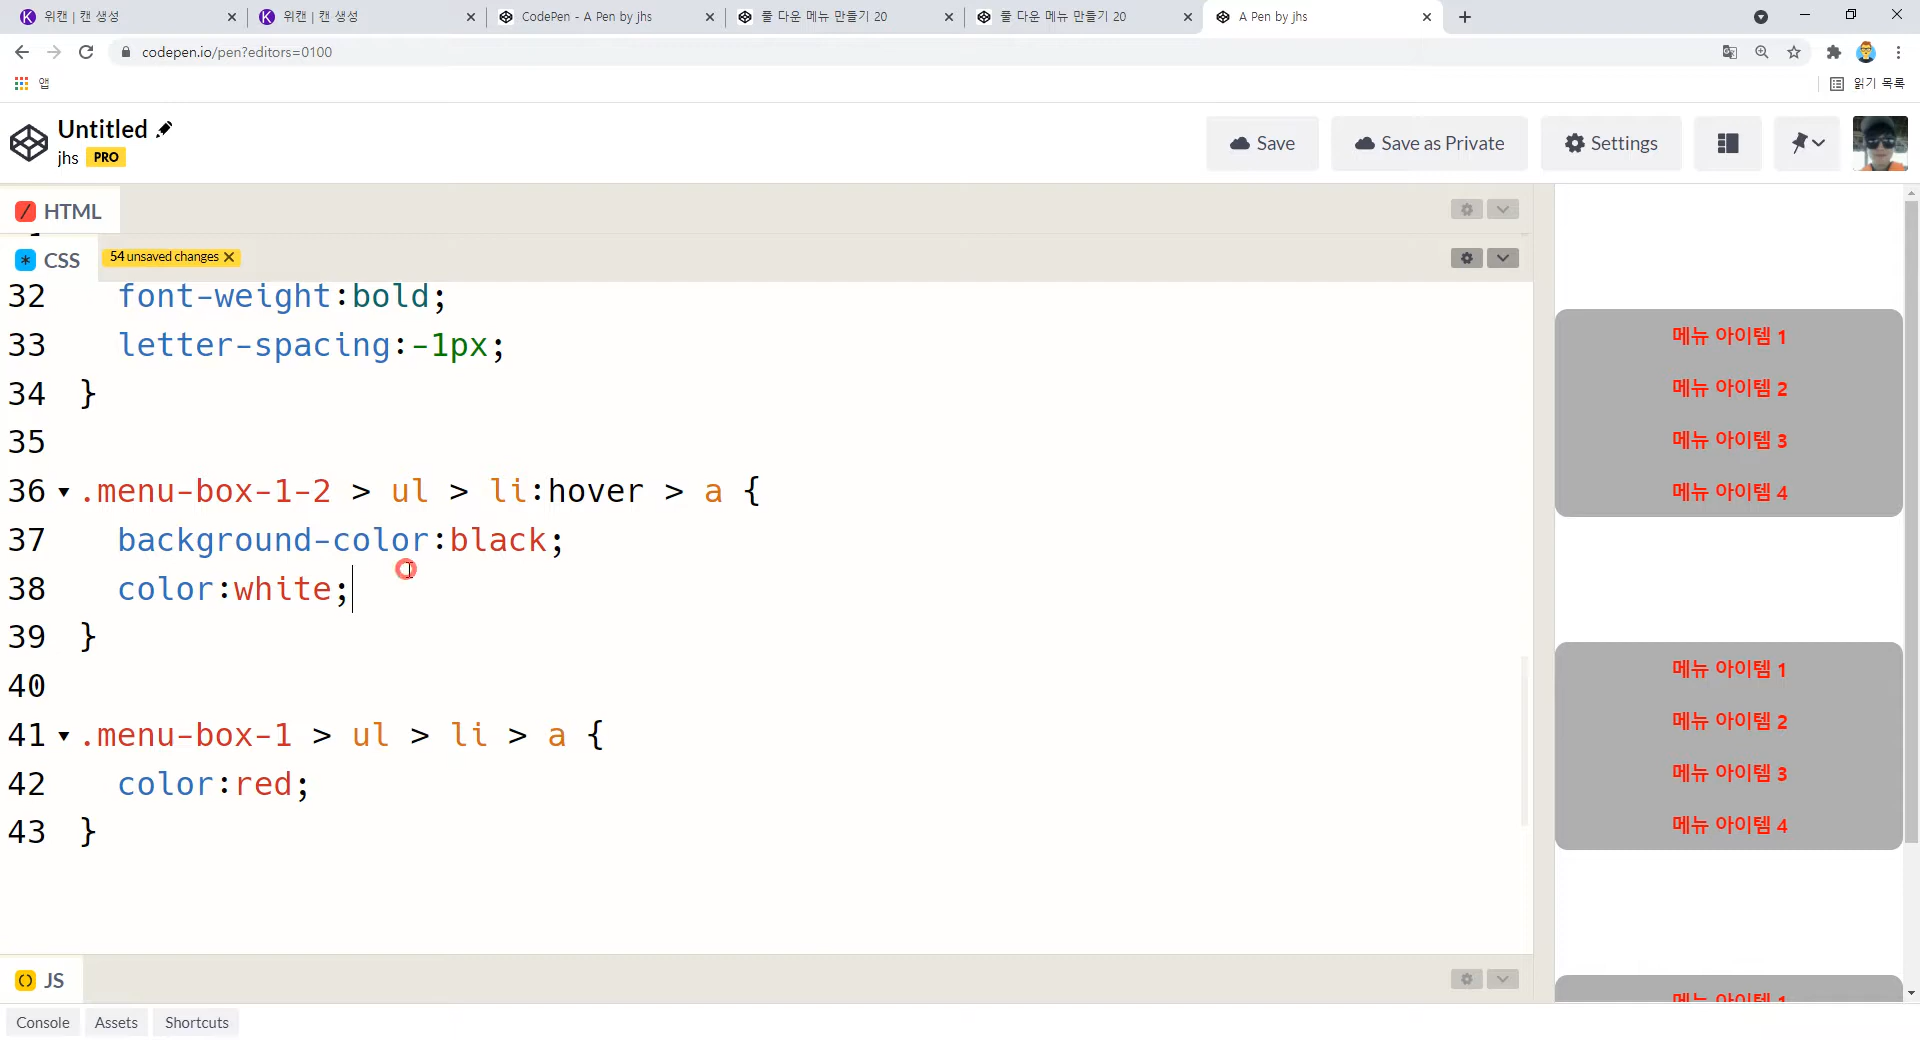 위캔 | 캔 생성
위캔 | 캔 생성
CodePen - A Pen by jhs
풀 다운 메뉴 만들기 20
풀 다운 메뉴 만들기 20
A Pen by jhs
codepen.io/pen?editors=0100
앱
읽기 목록
Untitled
jhs PRO
Save
Save as Private
Settings
HTML
CSS
54 unsaved changes
32 font-weight:bold;
33 letter-spacing:-1px;
34 }
35
36 .menu-box-1-2 > ul > li:hover > a {
37 background-color:black;
38 color:white;
39 }
40
41 .menu-box-1 > ul > li > a {
42 color:red;
43 }
메뉴 아이템 1
메뉴 아이템 2
메뉴 아이템 3
메뉴 아이템 4
메뉴 아이템 1
메뉴 아이템 2
메뉴 아이템 3
메뉴 아이템 4
메뉴 아이템 1
JS
Console
Assets
Shortcuts